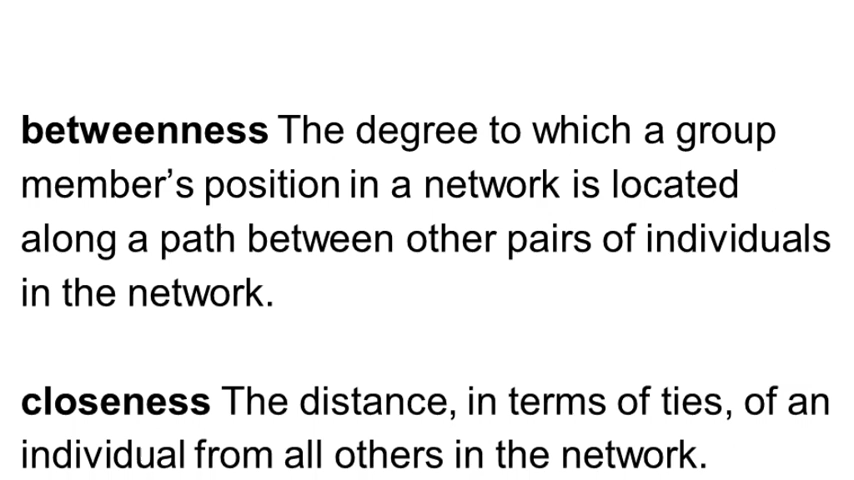 betweenness The degree to which a group
member’s position in a network is located
along a path between other pairs of individuals
in the network.
closeness The distance, in terms of ties, of an
individual from all others in the network.